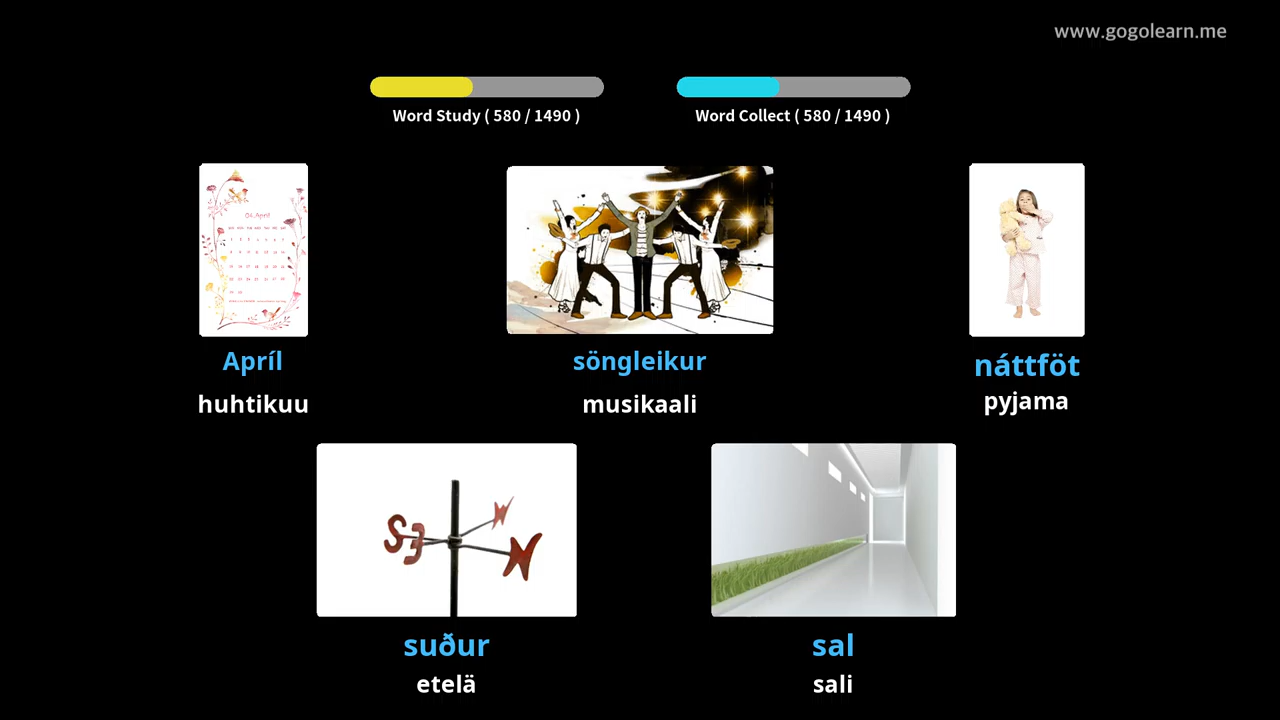 www.gogolearn.me
Word Study ( 580 / 1490 )
Word Collect ( 580 / 1490 )
Apríl
huhtikuu
söngleikur
musikaali
náttföt
pyjama
S
E
N
suður
etelä
sal
sali